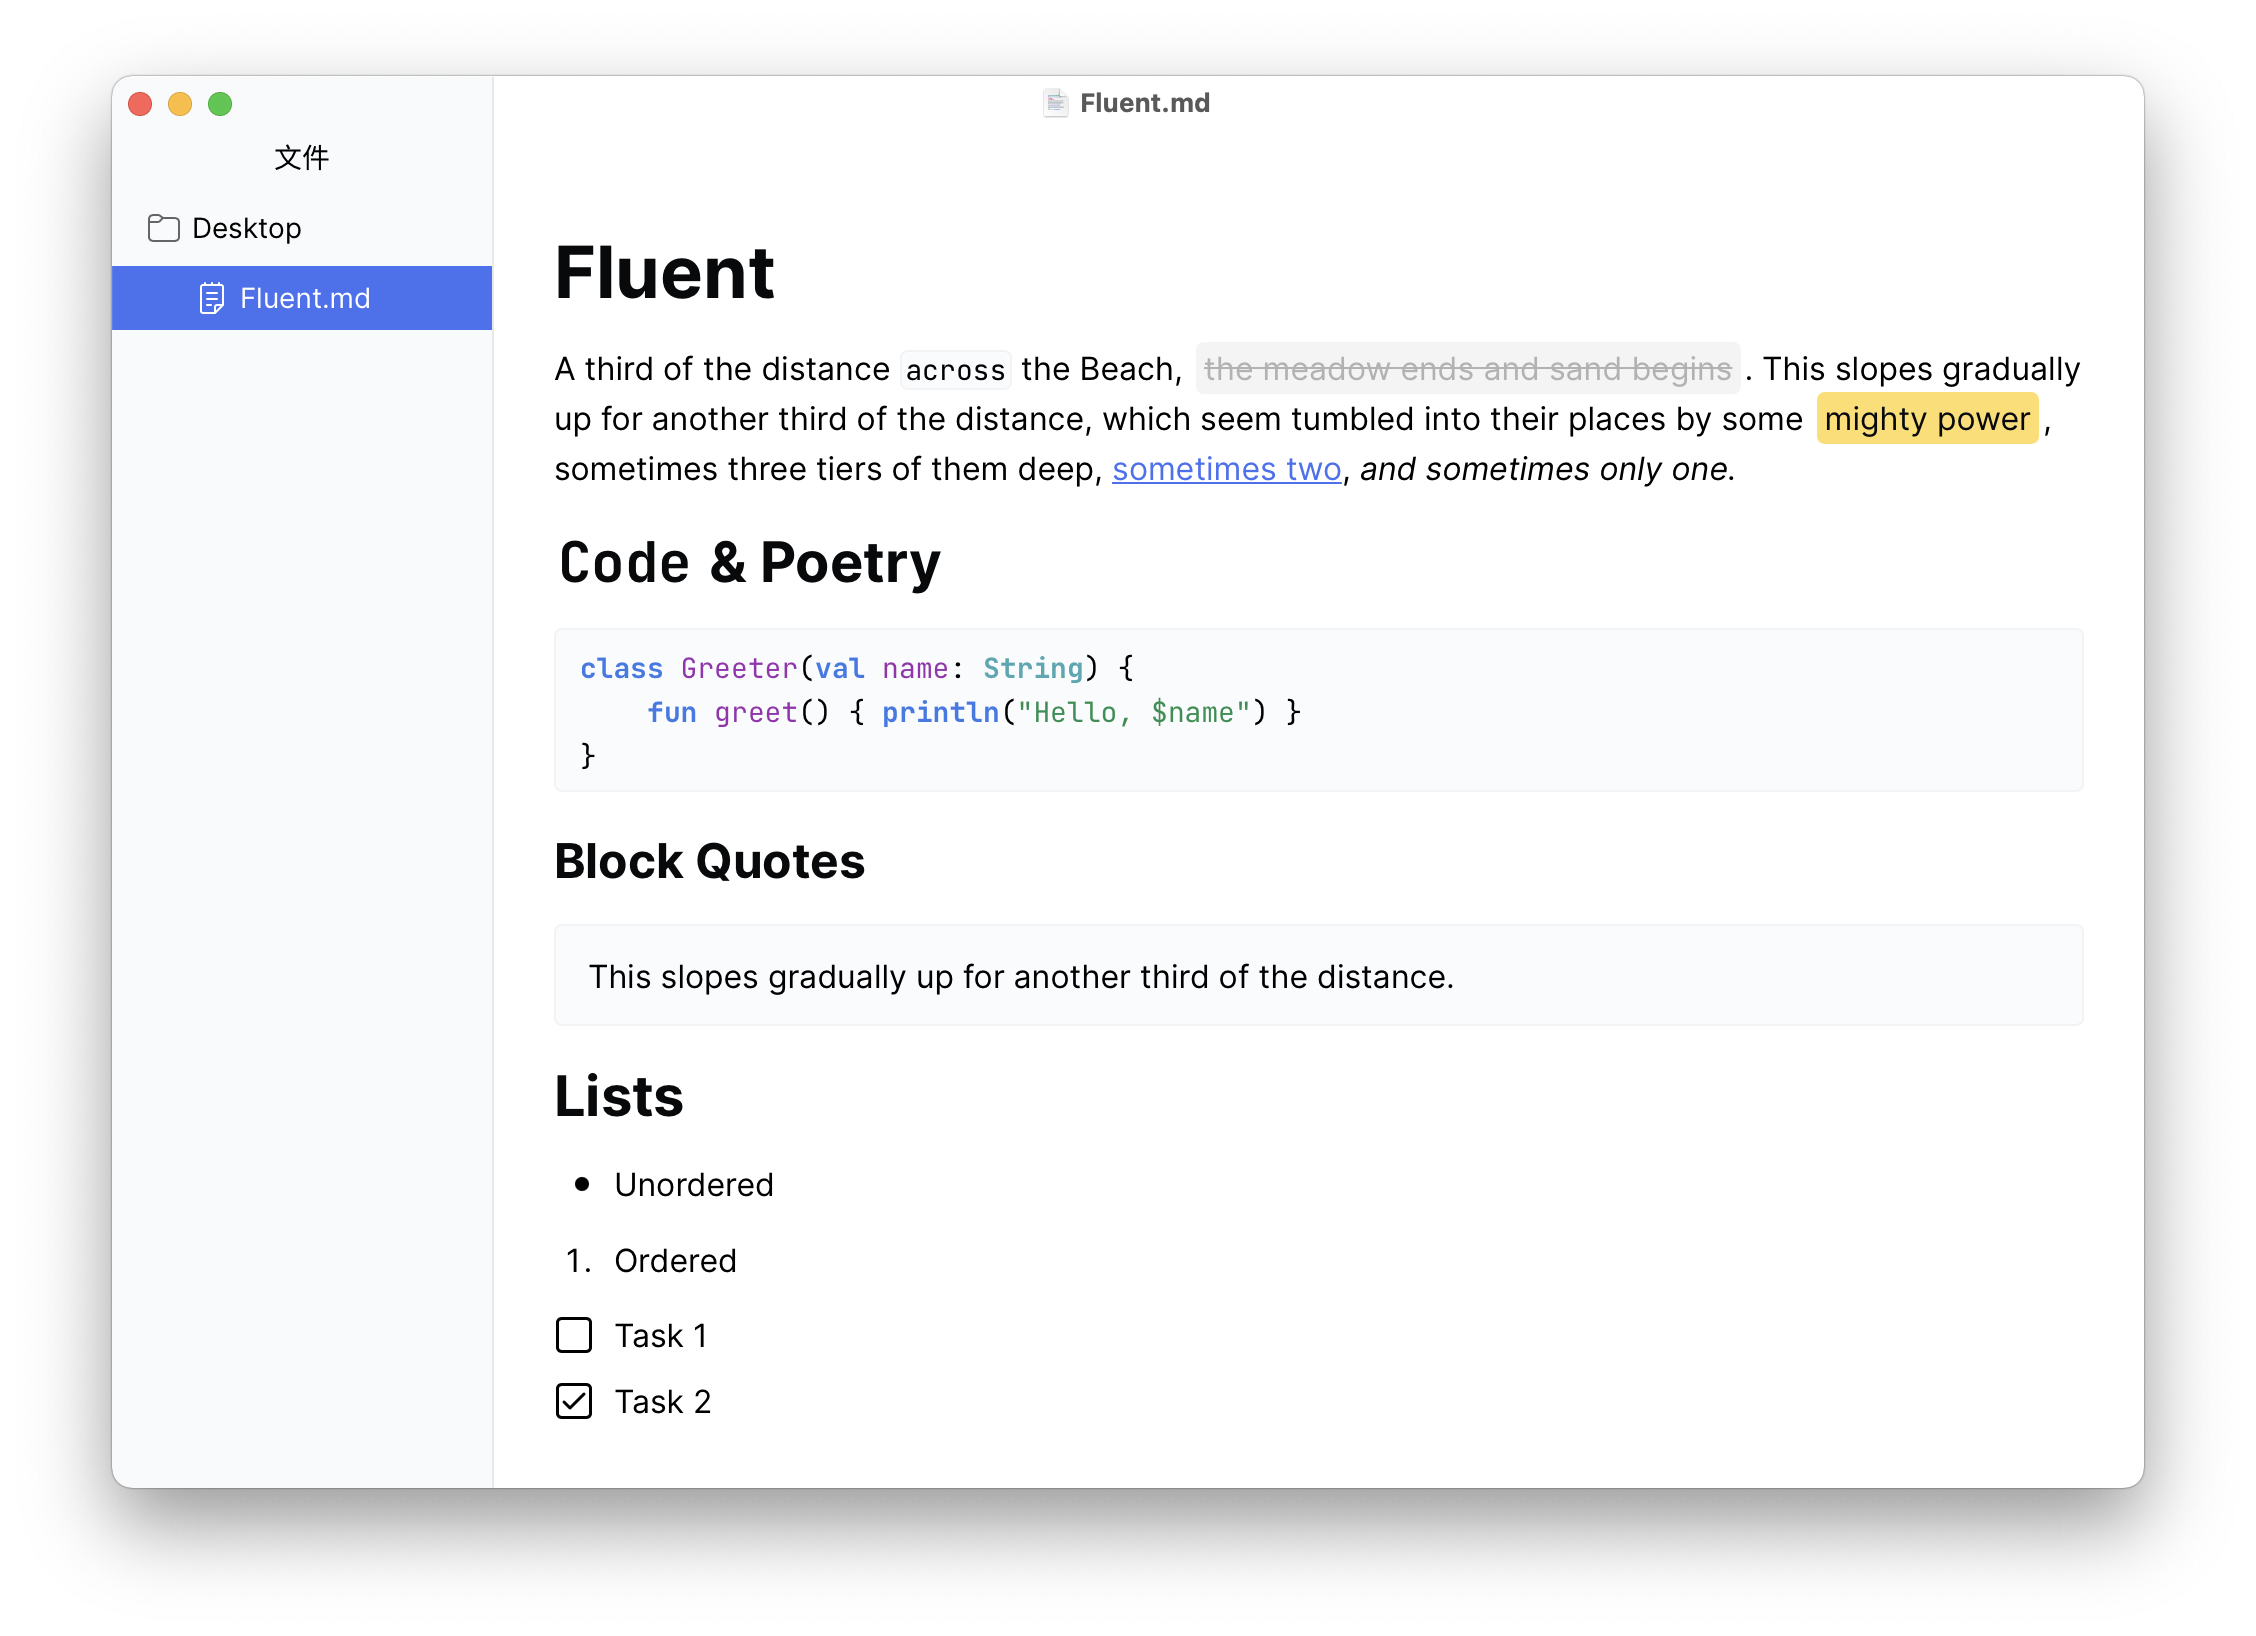 Fluent.md
文件
Desktop
Fluent.md
Fluent
A third of the distance across the Beach, the meadow ends and sand begins. This slopes gradually
up for another third of the distance, which seem tumbled into their places by some mighty power,
sometimes three tiers of them deep, sometimes two, and sometimes only one.
Code & Poetry
class Greeter(val name: String) {
    fun greet() { println("Hello, $name") }
}
Block Quotes
This slopes gradually up for another third of the distance.
Lists
• Unordered
1. Ordered
Task 1
Task 2